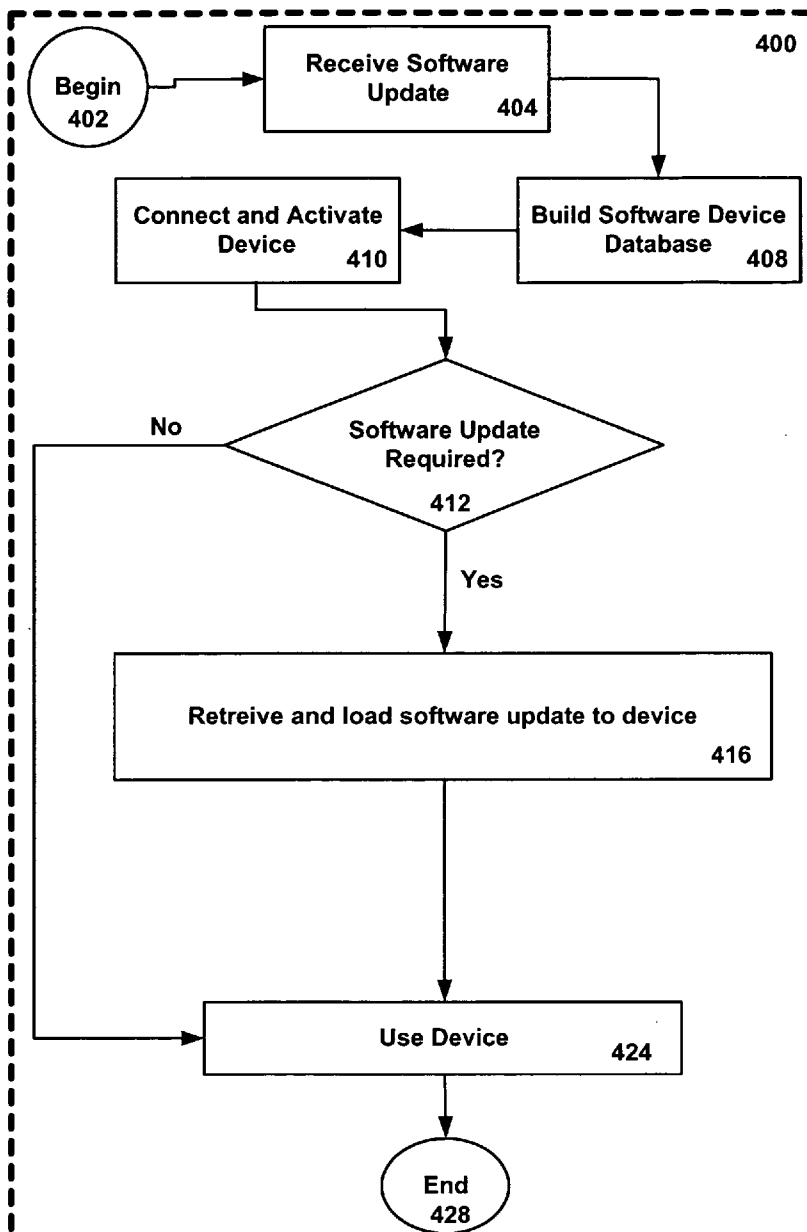 400
Begin
402
Receive Software
Update
404
Build Software Device
Database
408
Connect and Activate
Device
410
Software Update
Required?
412
No
Yes
Retreive and load software update to device
416
Use Device
424
End
428